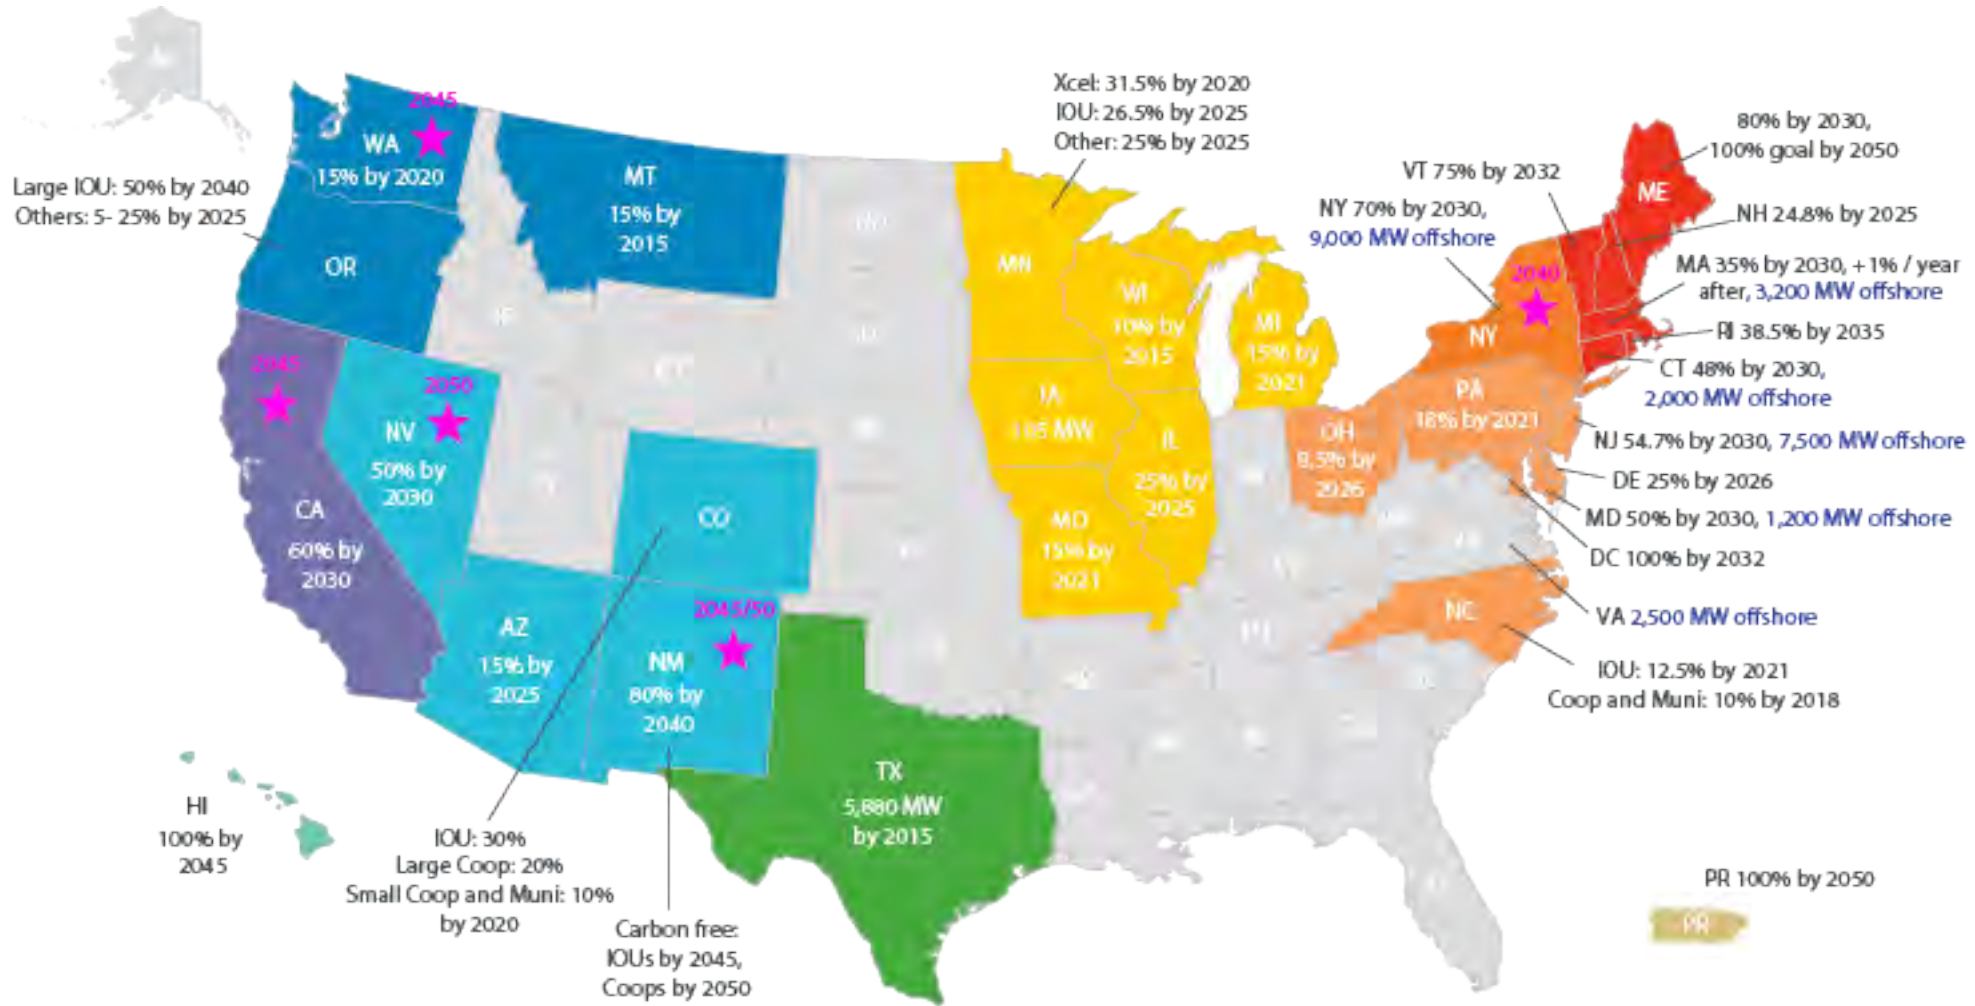 2045
WA
15% by 2020
Large IOU: 50% by 2040
Others: 5- 25% by 2025
OR
MT
15% by
2015
2045
CA
60% by
2030
2050
NV
50% by
2030
CO
AZ
15% by
2025
2045/50
NM
80% by
2040
IOU: 30%
Large Coop: 20%
Small Coop and Muni: 10%
by 2020
Carbon free:
IOUs by 2045,
Coops by 2050
HI
100% by
2045
TX
5,880 MW
by 2015
Xcel: 31.5% by 2020
IOU: 26.5% by 2025
Other: 25% by 2025
MN
WI
10% by
2015
MI
15% by
2021
IA
105 MW
IL
25% by
2025
MO
15% by
2021
OH
8.5% by
2026
PA
18% by 2021
NY 70% by 2030,
9,000 MW offshore
2040
NY
VT 75% by 2032
80% by 2030,
100% goal by 2050
ME
NH 24.8% by 2025
MA 35% by 2030, +1% / year
after, 3,200 MW offshore
RI 38.5% by 2035
CT 48% by 2030,
2,000 MW offshore
NJ 54.7% by 2030, 7,500 MW offshore
DE 25% by 2026
MD 50% by 2030, 1,200 MW offshore
DC 100% by 2032
VA 2,500 MW offshore
NC
IOU: 12.5% by 2021
Coop and Muni: 10% by 2018
PR 100% by 2050
PR